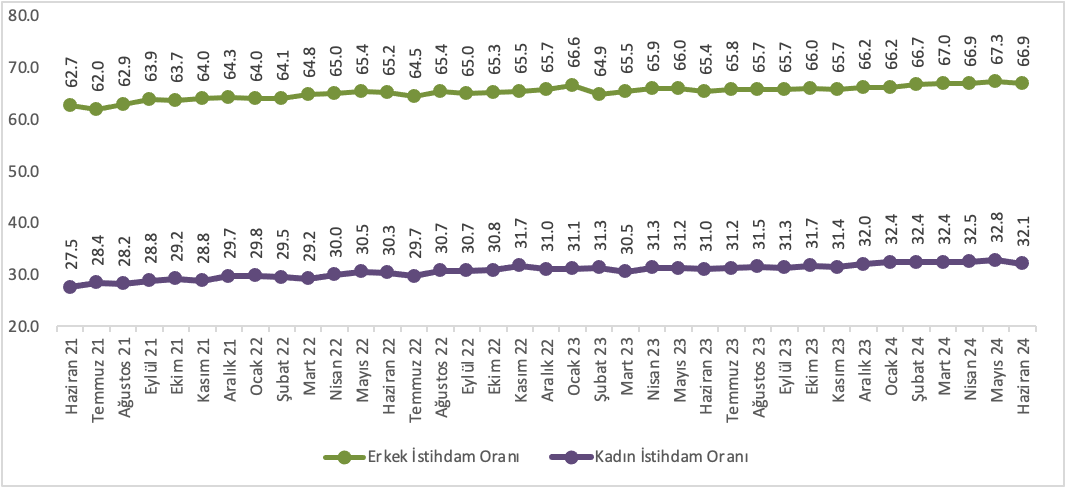 80.0
70.0
60.0
50.0
40.0
30.0
20.0
62.7 62.0 62.9 63.9 63.7 64.0 64.3 64.0 64.1 64.8 65.0 65.4 65.2 64.5 65.4 65.0 65.3 65.5 65.7 66.6 64.9 65.5 65.9 66.0 65.4 65.8 65.7 65.7 66.0 65.7 66.2 66.2 66.7 67.0 66.9 67.3 66.9
27.5 28.4 28.2 28.8 29.2 28.8 29.7 29.8 29.5 29.2 30.0 30.5 30.3 29.7 30.7 30.7 30.8 31.7 31.0 31.1 31.3 30.5 31.3 31.2 31.0 31.2 31.5 31.3 31.7 31.4 32.0 32.4 32.4 32.4 32.5 32.8 32.1
Haziran 21
Temmuz 21
Ağustos 21
Eylül 21
Ekim 21
Kasım 21
Aralık 21
Ocak 22
Şubat 22
Mart 22
Nisan 22
Mayıs 22
Haziran 22
Temmuz 22
Ağustos 22
Eylül 22
Ekim 22
Kasım 22
Aralık 22
Ocak 23
Şubat 23
Mart 23
Nisan 23
Mayıs 23
Haziran 23
Temmuz 23
Ağustos 23
Eylül 23
Ekim 23
Kasım 23
Aralık 23
Ocak 24
Şubat 24
Mart 24
Nisan 24
Mayıs 24
Haziran 24
Erkek İstihdam Oranı
Kadın İstihdam Oranı